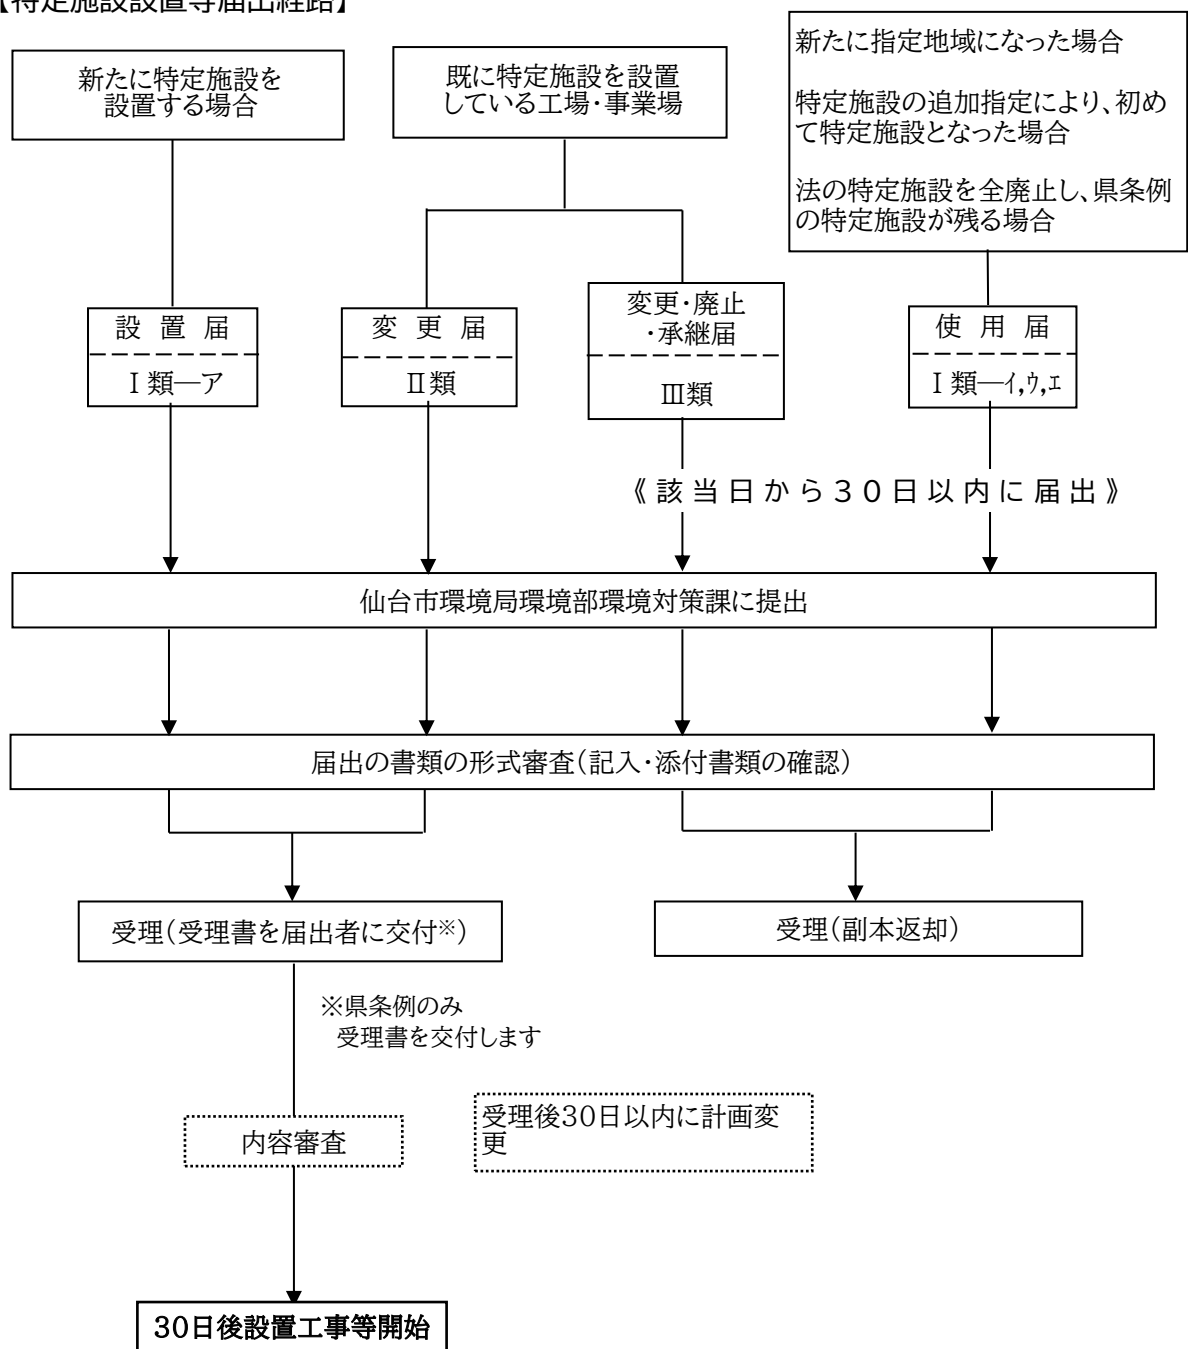 【特定施設設置等届出経路】
新たに特定施設を
設置する場合
既に特定施設を設置
している工場・事業場
新たに指定地域になった場合
特定施設の追加指定により、初め
て特定施設となった場合
法の特定施設を全廃止し、県条例
の特定施設が残る場合
設 置 届
Ⅰ類―ア
変 更 届
Ⅱ類
変更・廃止
・承継届
Ⅲ類
使 用 届
Ⅰ類―ｲ,ｳ,ｴ
《該当日から３０日以内に届出》
仙台市環境局環境部環境対策課に提出
届出の書類の形式審査(記入・添付書類の確認)
受理(受理書を届出者に交付※)
受理(副本返却)
※県条例のみ
受理書を交付します
内容審査
受理後30日以内に計画変
更
30日後設置工事等開始